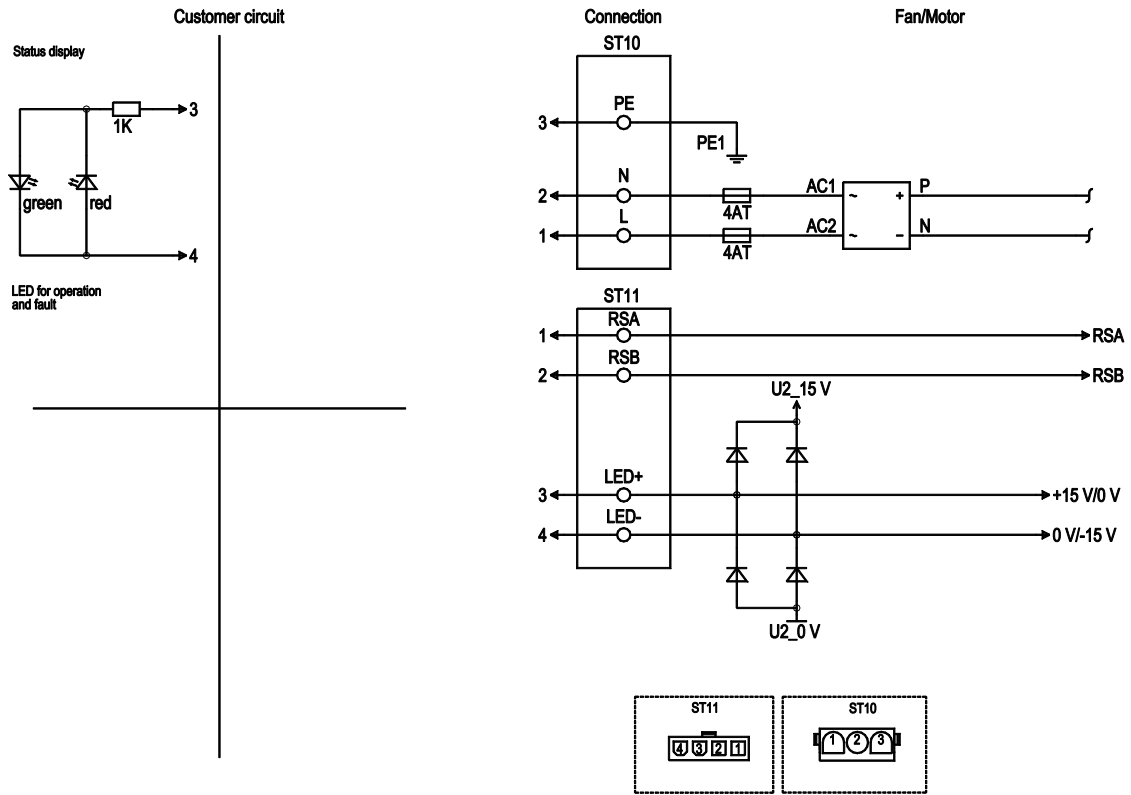 Customer circuit
Connection
Fan/Motor
Status display
3
1K
green
red
4
LED for operation
and fault
ST10
PE
3
PE1
N
2
4AT
AC1
~
+
P
L
1
4AT
AC2
~
−
N
ST11
RSA
1
RSA
RSB
2
RSB
U2_15 V
LED+
3
+15 V/0 V
LED-
4
0 V/-15 V
U2_0 V
ST11
4 3 2 1
ST10
1 2 3